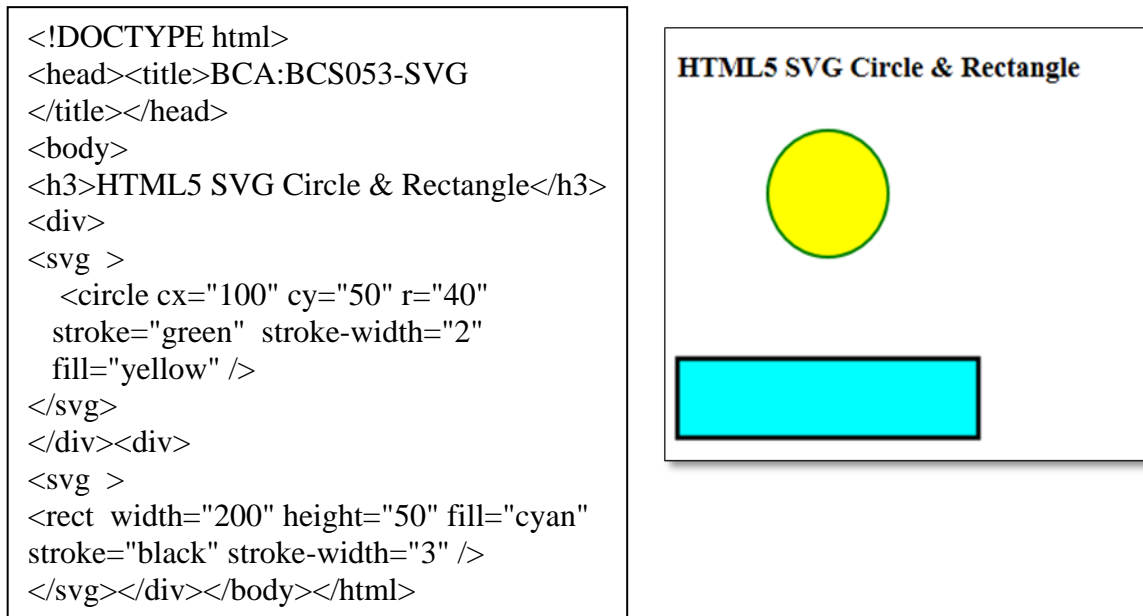 <!DOCTYPE html>
<head><title>BCA:BCS053-SVG
</title></head>
<body>
<h3>HTML5 SVG Circle & Rectangle</h3>
<div>
<svg  >
<circle cx="100" cy="50" r="40"
stroke="green"  stroke-width="2"
fill="yellow" />
</svg>
</div><div>
<svg  >
<rect  width="200" height="50" fill="cyan"
stroke="black" stroke-width="3" />
</svg></div></body></html>
HTML5 SVG Circle & Rectangle